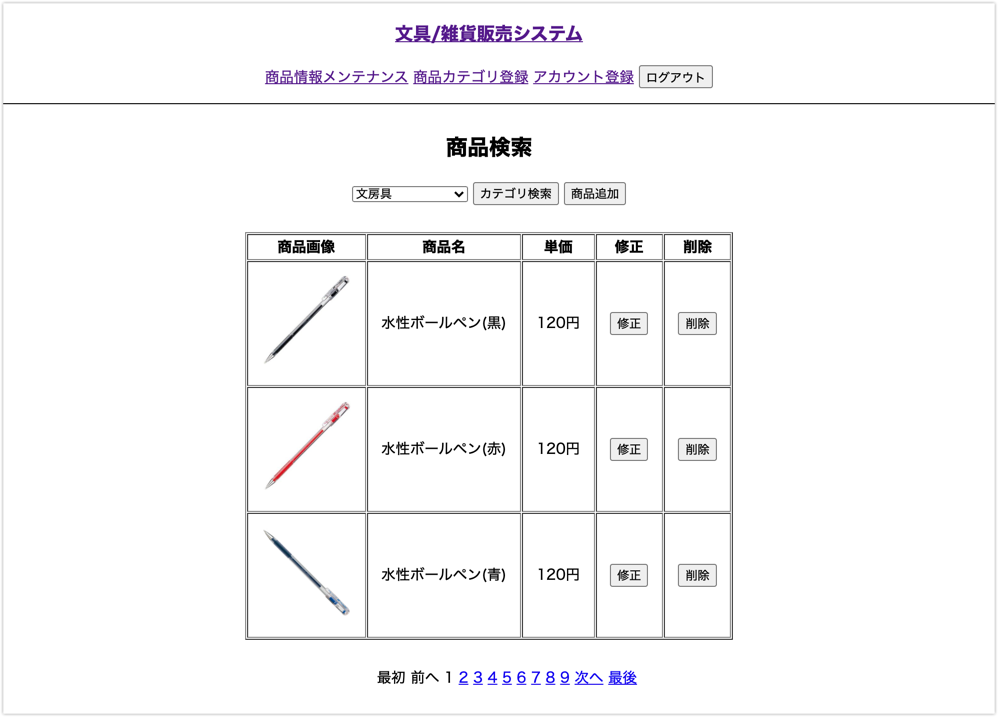 文具/雑貨販売システム
商品情報メンテナンス 商品カテゴリ登録 アカウント登録 ログアウト
商品検索
文房具 カテゴリ検索 商品追加
商品画像 商品名 単価 修正 削除
水性ボールペン(黒) 120円 修正 削除
水性ボールペン(赤) 120円 修正 削除
水性ボールペン(青) 120円 修正 削除
最初 前へ 1 2 3 4 5 6 7 8 9 次へ 最後